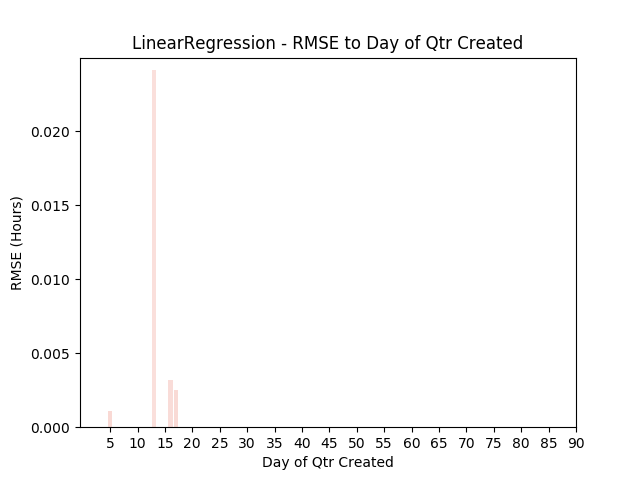 LinearRegression - RMSE to Day of Qtr Created
RMSE (Hours)
0.020
0.015
0.010
0.005
0.000
5 10 15 20 25 30 35 40 45 50 55 60 65 70 75 80 85 90
Day of Qtr Created